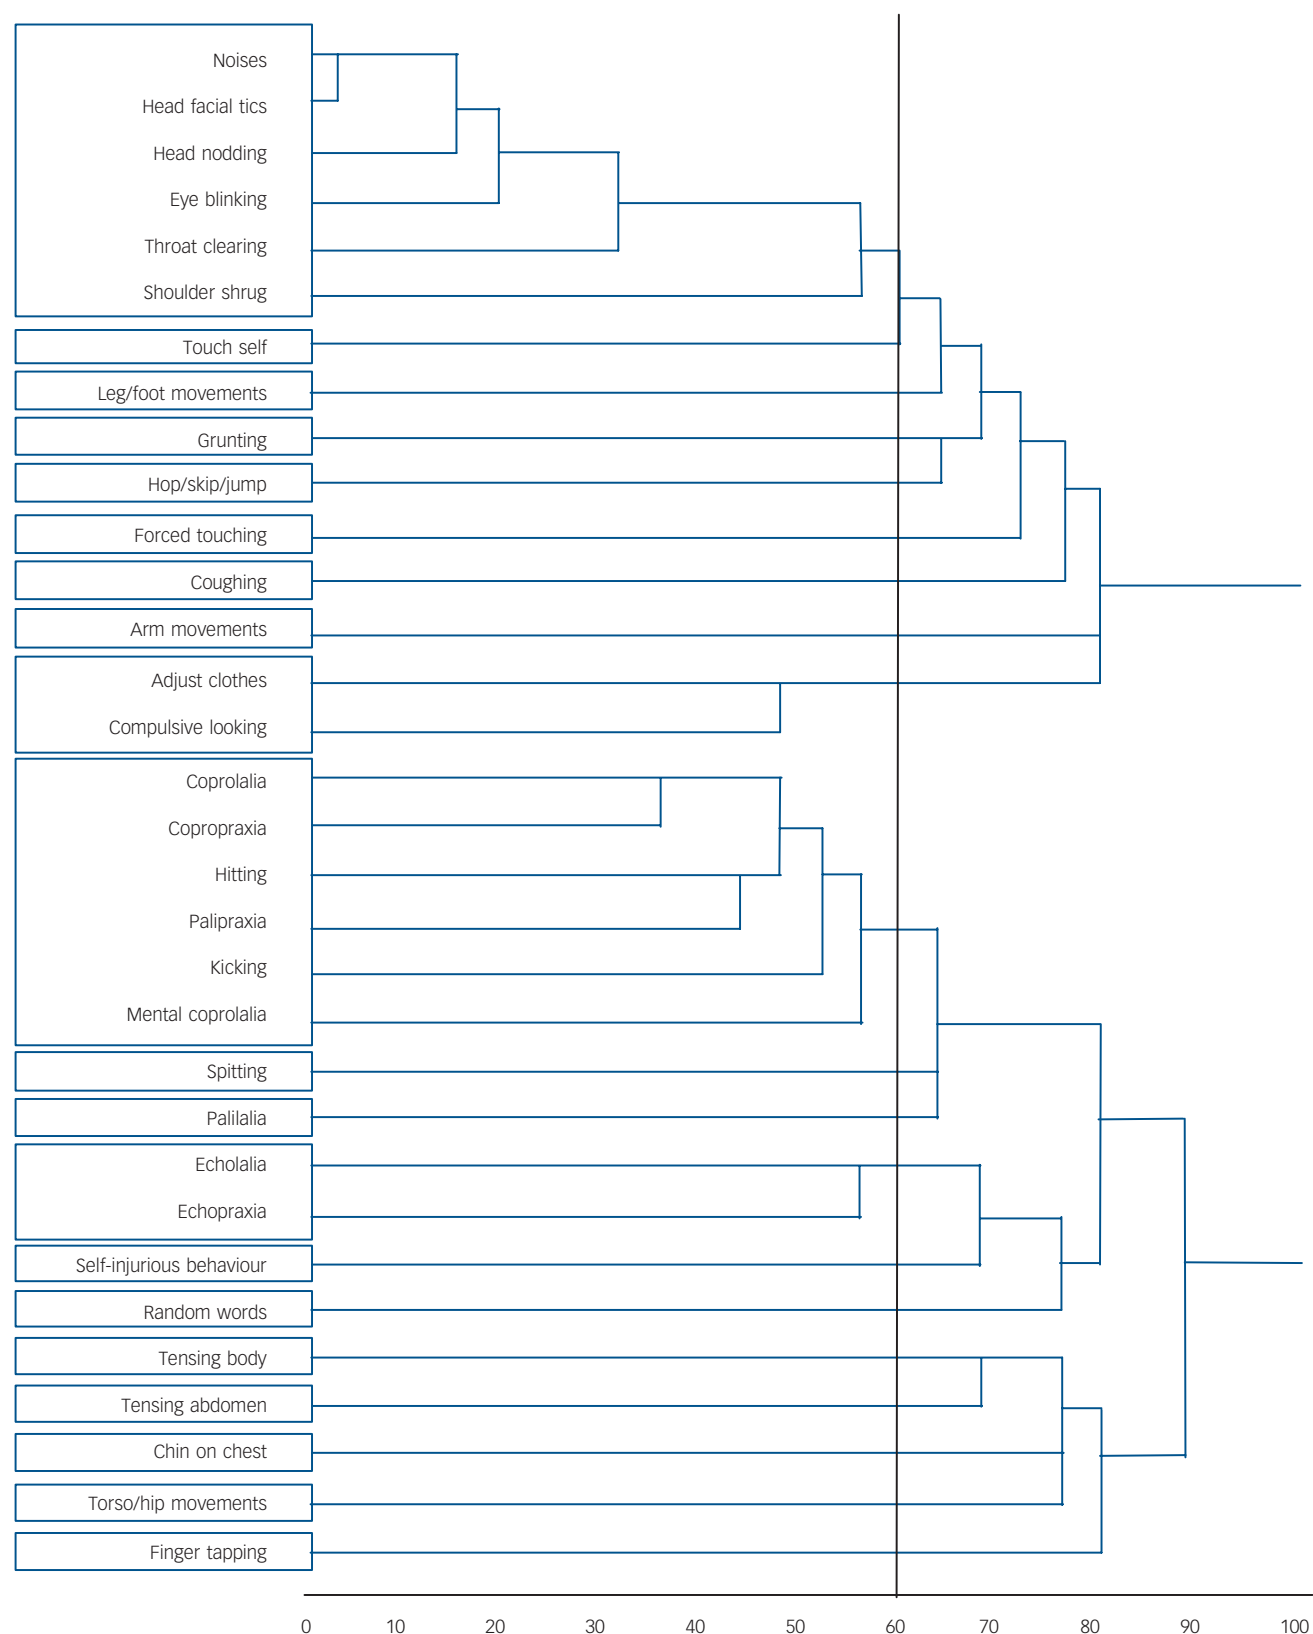 Noises
Head facial tics
Head nodding
Eye blinking
Throat clearing
Shoulder shrug
Touch self
Leg/foot movements
Grunting
Hop/skip/jump
Forced touching
Coughing
Arm movements
Adjust clothes
Compulsive looking
Coprolalia
Copropraxia
Hitting
Palipraxia
Kicking
Mental coprolalia
Spitting
Palilalia
Echolalia
Echopraxia
Self-injurious behaviour
Random words
Tensing body
Tensing abdomen
Chin on chest
Torso/hip movements
Finger tapping
0 10 20 30 40 50 60 70 80 90 100